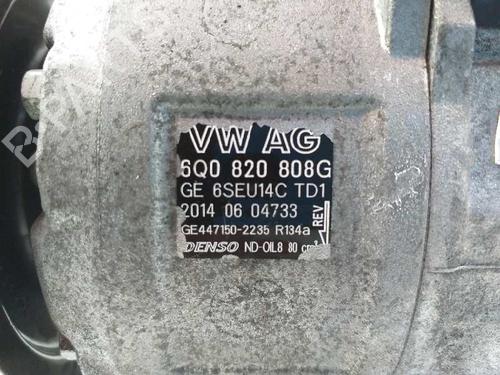 VW AG
6Q0 820 808G
GE 6SEU14C TD1
2014 06 04733
REV
GE447150-2235 R134a
DENSO ND-OIL8 80 cm³